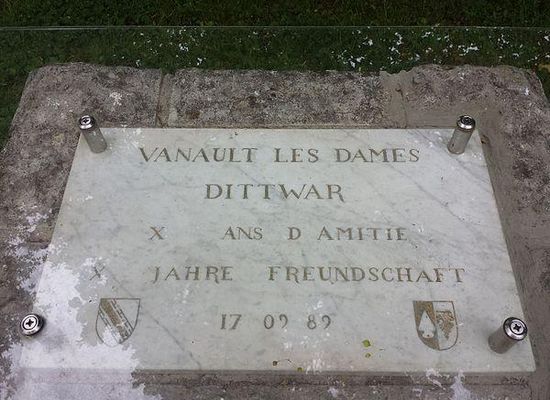 VANAULT LES DAMES
DITTWAR
X ANS D AMITIE
X JAHRE FREUNDSCHAFT
17 09 89